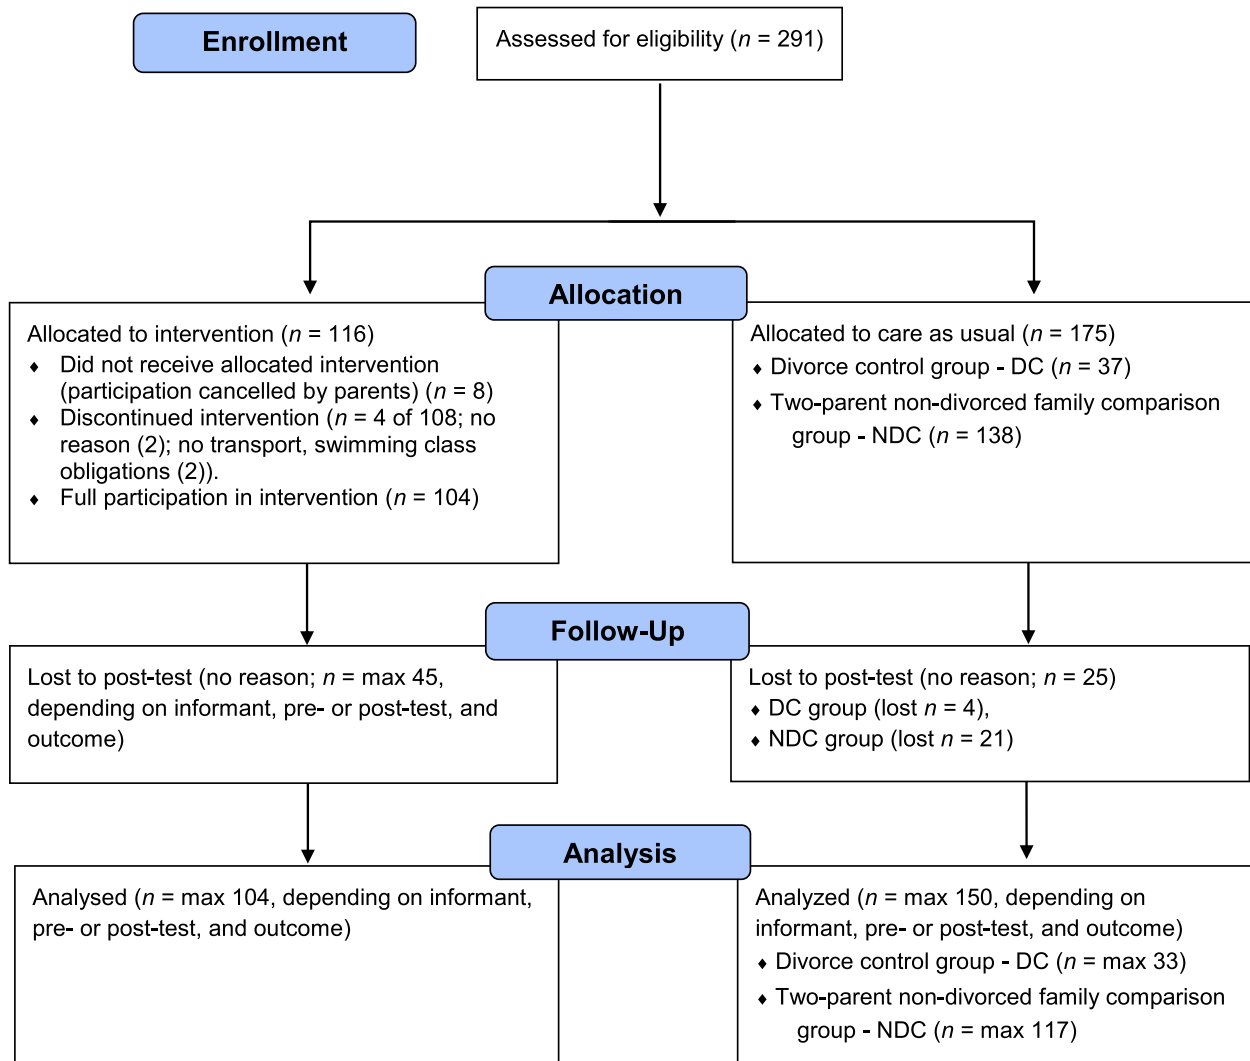 Enrollment
Assessed for eligibility (n = 291)
Allocation
Allocated to intervention (n = 116)
♦ Did not receive allocated intervention
(participation cancelled by parents) (n = 8)
♦ Discontinued intervention (n = 4 of 108; no
reason (2); no transport, swimming class
obligations (2)).
♦ Full participation in intervention (n = 104)
Allocated to care as usual (n = 175)
♦ Divorce control group - DC (n = 37)
♦ Two-parent non-divorced family comparison
group - NDC (n = 138)
Follow-Up
Lost to post-test (no reason; n = max 45,
depending on informant, pre- or post-test, and
outcome)
Lost to post-test (no reason; n = 25)
♦ DC group (lost n = 4),
♦ NDC group (lost n = 21)
Analysis
Analysed (n = max 104, depending on informant,
pre- or post-test, and outcome)
Analyzed (n = max 150, depending on
informant, pre- or post-test, and outcome)
♦ Divorce control group - DC (n = max 33)
♦ Two-parent non-divorced family comparison
group - NDC (n = max 117)